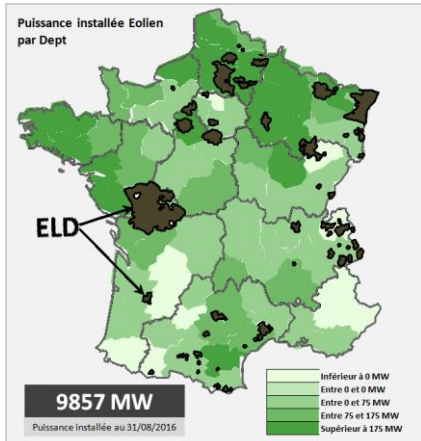 Puissance installée Eolien
par Dept
ELD
9857 MW
Puissance installée au 31/08/2016
Inférieur à 0 MW
Entre 0 et 0 MW
Entre 0 et 75 MW
Entre 75 et 175 MW
Supérieur à 175 MW